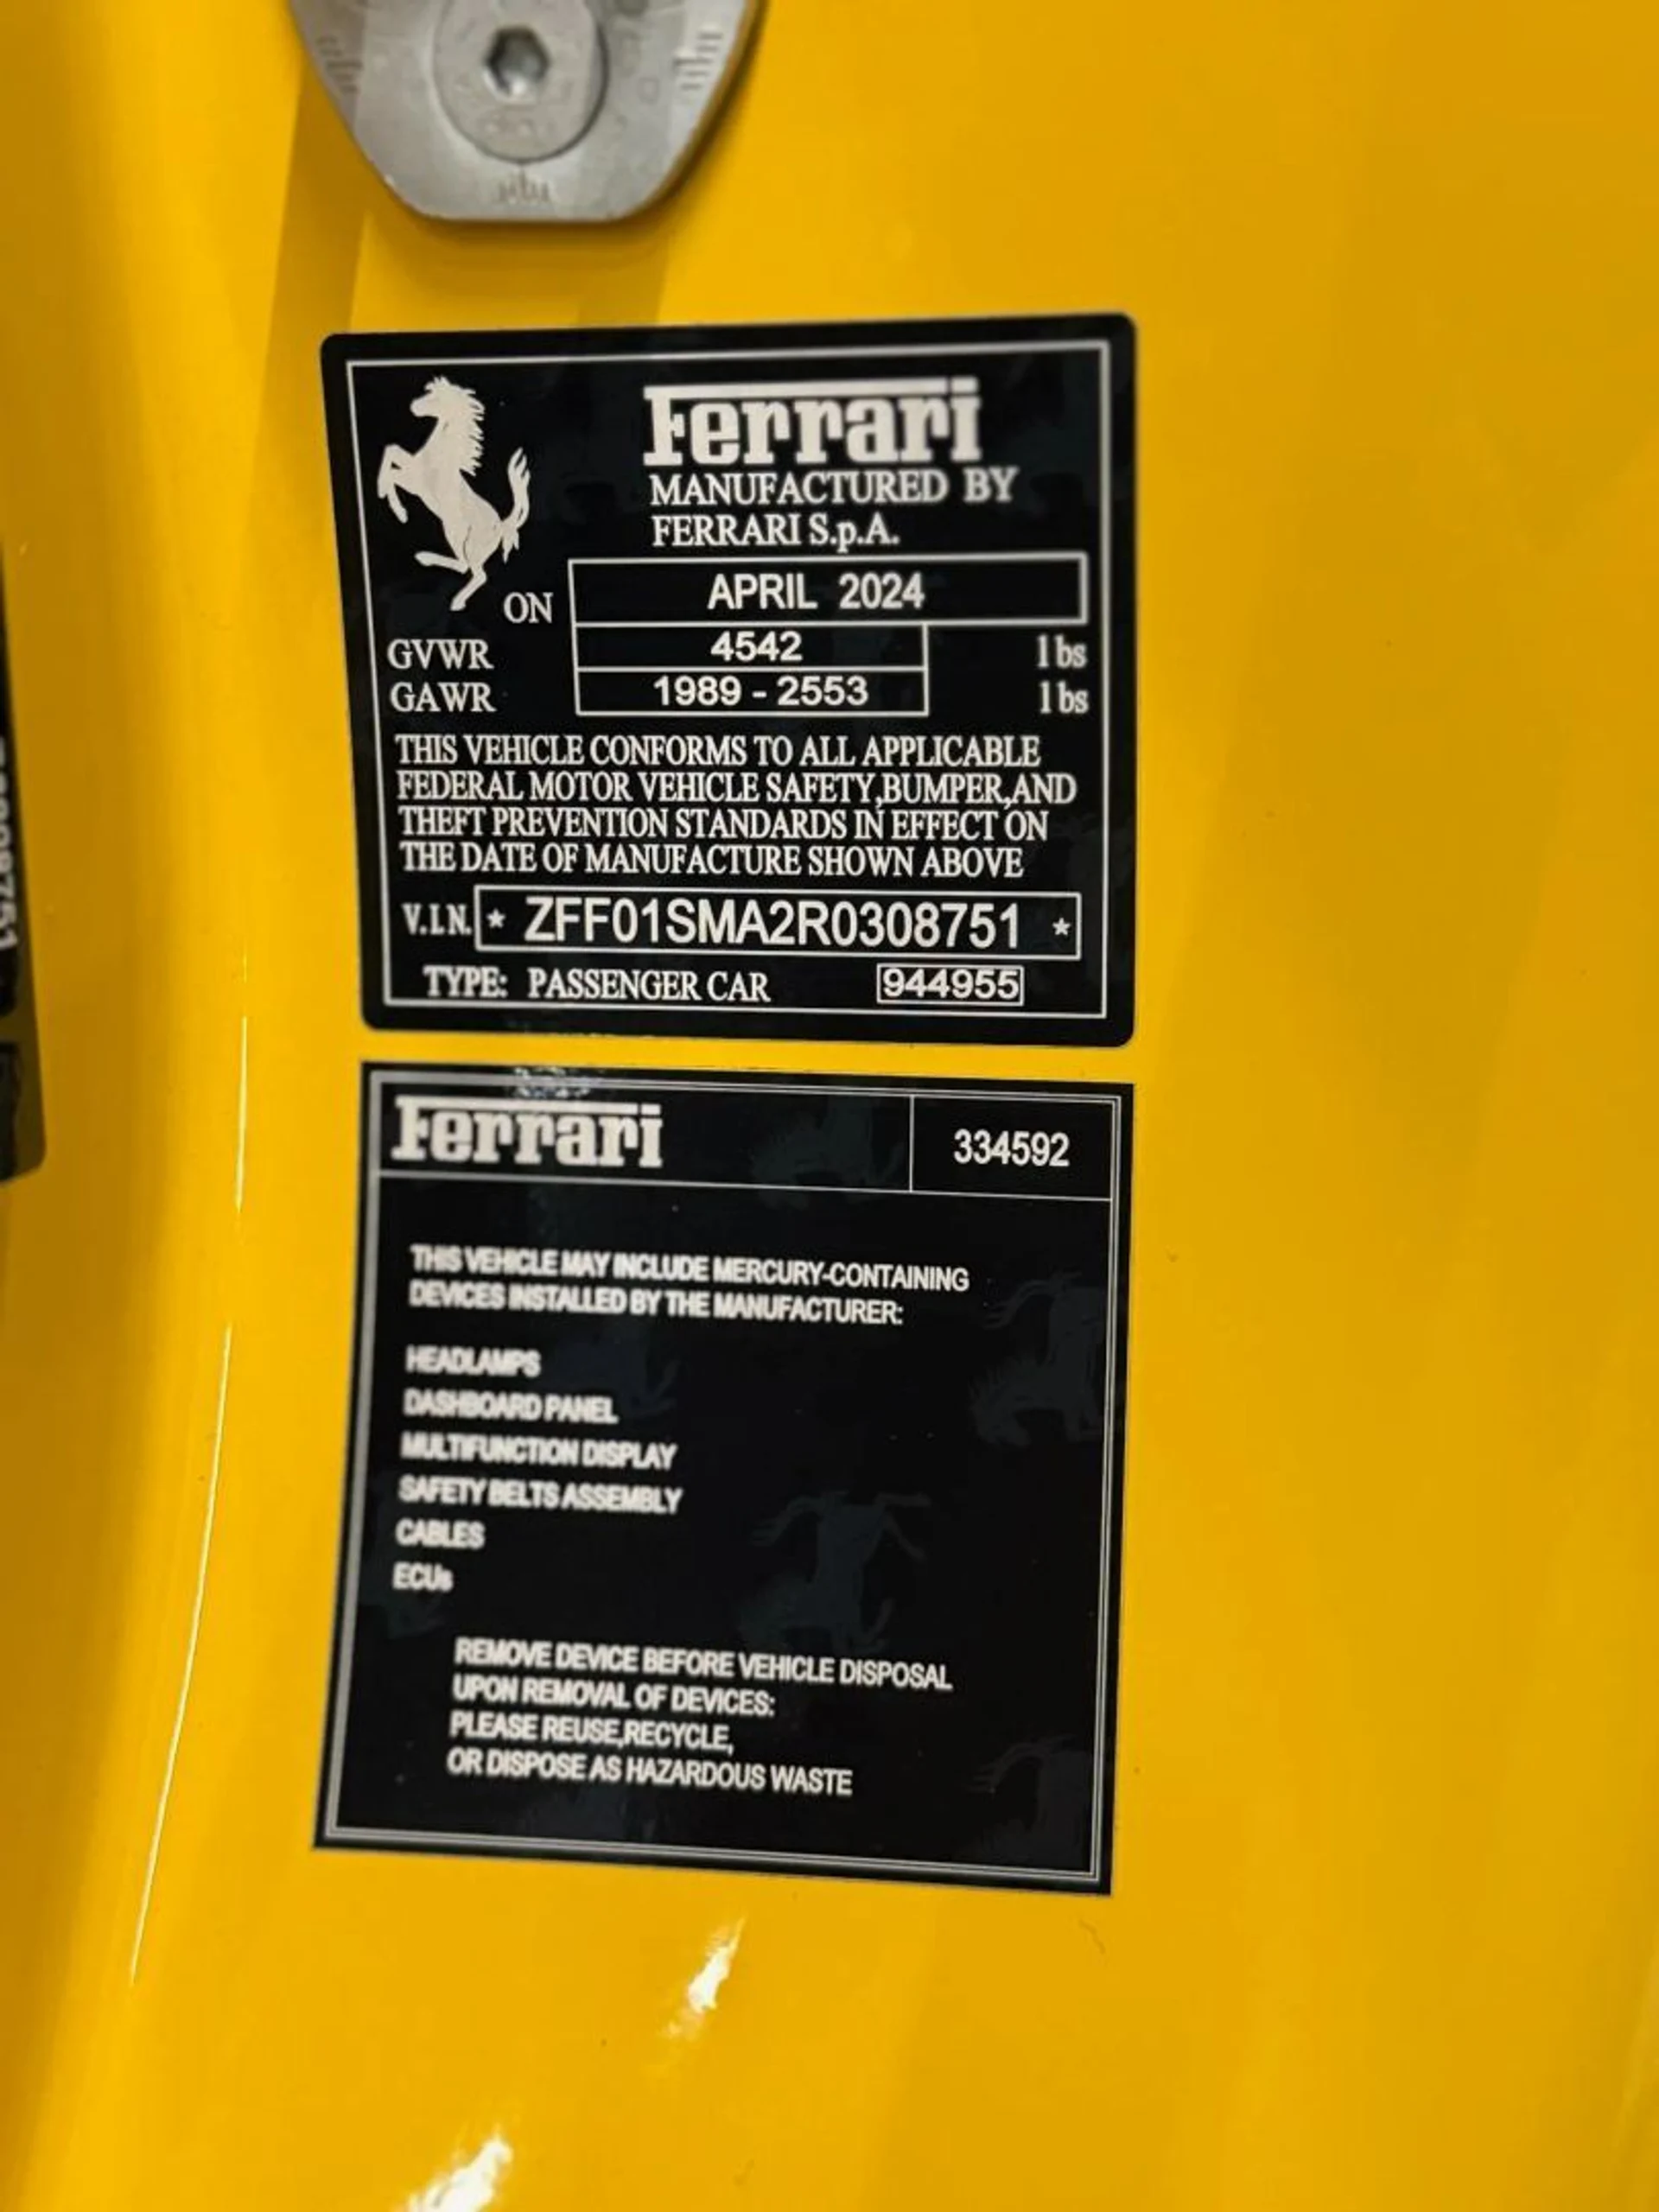 Ferrari
MANUFACTURED BY
FERRARI S.p.A.
ON APRIL 2024
GVWR 4542 lbs
GAWR 1989 - 2553 lbs
THIS VEHICLE CONFORMS TO ALL APPLICABLE
FEDERAL MOTOR VEHICLE SAFETY,BUMPER,AND
THEFT PREVENTION STANDARDS IN EFFECT ON
THE DATE OF MANUFACTURE SHOWN ABOVE
V.I.N. * ZFF01SMA2R0308751 *
TYPE: PASSENGER CAR 944955
Ferrari 334592
THIS VEHICLE MAY INCLUDE MERCURY-CONTAINING
DEVICES INSTALLED BY THE MANUFACTURER:
HEADLAMPS
DASHBOARD PANEL
MULTIFUNCTION DISPLAY
SAFETY BELTS ASSEMBLY
CABLES
ECUs
REMOVE DEVICE BEFORE VEHICLE DISPOSAL
UPON REMOVAL OF DEVICES:
PLEASE REUSE,RECYCLE,
OR DISPOSE AS HAZARDOUS WASTE